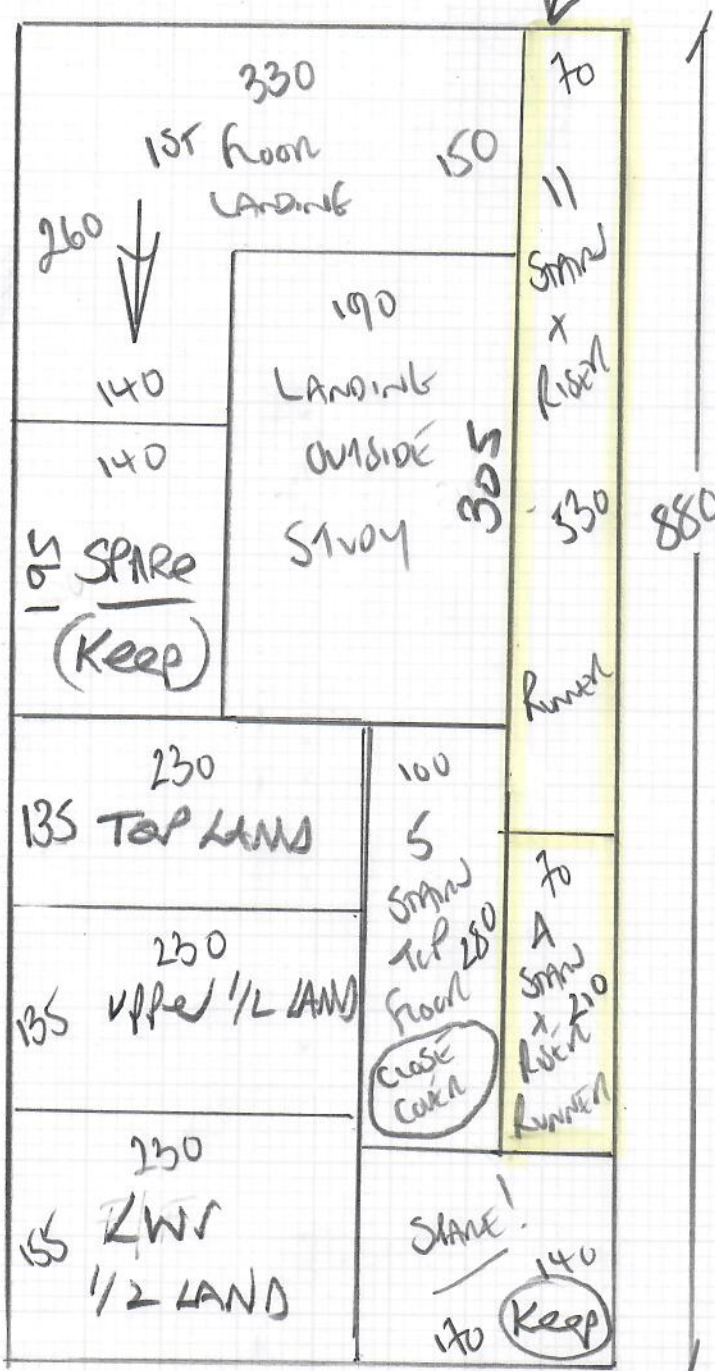 330
1ST FLOOR
LANDING
150
260
140
70
11
STAIR
X
RISER
530
RUNNER
880
190
LANDING
OUTSIDE
STUDY
305
140
195 SPARE
(Keep)
230
135 TOP LAND
230
135 UPPER 1/2 LAND
230
155 LWR
1/2 LAND
100
5
STAIR
TOP 280
FLOOR
CLOSE
COVER
70
4
STAIR
X 210
RISER
RUNNER
SPARE!
140
170 Keep